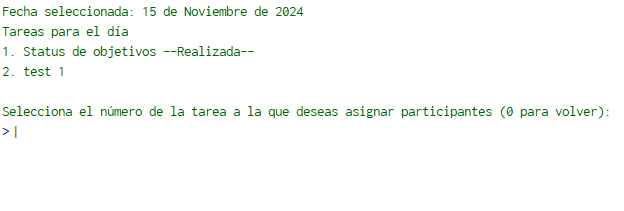 Fecha seleccionada: 15 de Noviembre de 2024
Tareas para el día
1. Status de objetivos --Realizada--
2. test 1
Selecciona el número de la tarea a la que deseas asignar participantes (0 para volver):
>